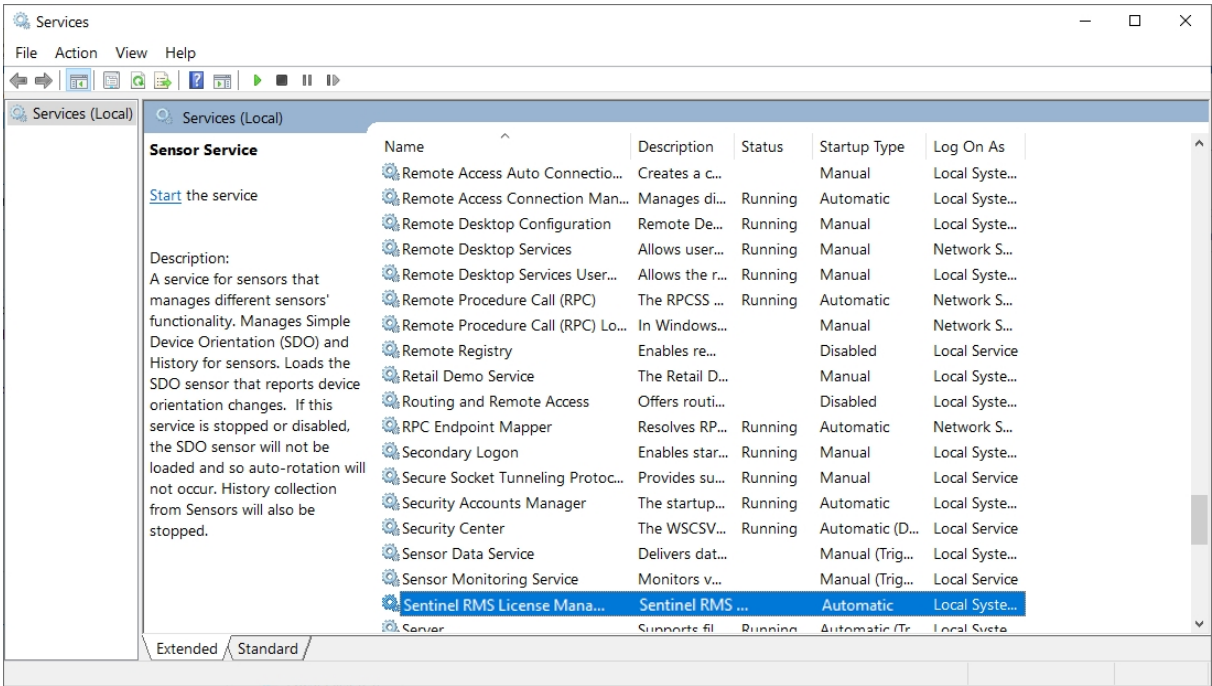 Services
File Action View Help
Services (Local)
Services (Local)
Sensor Service
Start the service
Description:
A service for sensors that
manages different sensors'
functionality. Manages Simple
Device Orientation (SDO) and
History for sensors. Loads the
SDO sensor that reports device
orientation changes. If this
service is stopped or disabled,
the SDO sensor will not be
loaded and so auto-rotation will
not occur. History collection
from Sensors will also be
stopped.
Name Description Status Startup Type Log On As
Remote Access Auto Connectio... Creates a c... Manual Local Syste...
Remote Access Connection Man... Manages di... Running Automatic Local Syste...
Remote Desktop Configuration Remote De... Running Manual Local Syste...
Remote Desktop Services Allows user... Running Manual Network S...
Remote Desktop Services User... Allows the r... Running Manual Local Syste...
Remote Procedure Call (RPC) The RPCSS ... Running Automatic Network S...
Remote Procedure Call (RPC) Lo... In Windows... Manual Network S...
Remote Registry Enables re... Disabled Local Service
Retail Demo Service The Retail D... Manual Local Syste...
Routing and Remote Access Offers routi... Disabled Local Syste...
RPC Endpoint Mapper Resolves RP... Running Automatic Network S...
Secondary Logon Enables star... Running Manual Local Syste...
Secure Socket Tunneling Protoc... Provides su... Running Manual Local Service
Security Accounts Manager The startup... Running Automatic Local Syste...
Security Center The WSCSV... Running Automatic (D... Local Service
Sensor Data Service Delivers dat... Manual (Trig... Local Syste...
Sensor Monitoring Service Monitors v... Manual (Trig... Local Service
Sentinel RMS License Mana... Sentinel RMS ... Automatic Local Syste...
Server Supports fil... Running Automatic (Tr... Local Syste...
Extended Standard